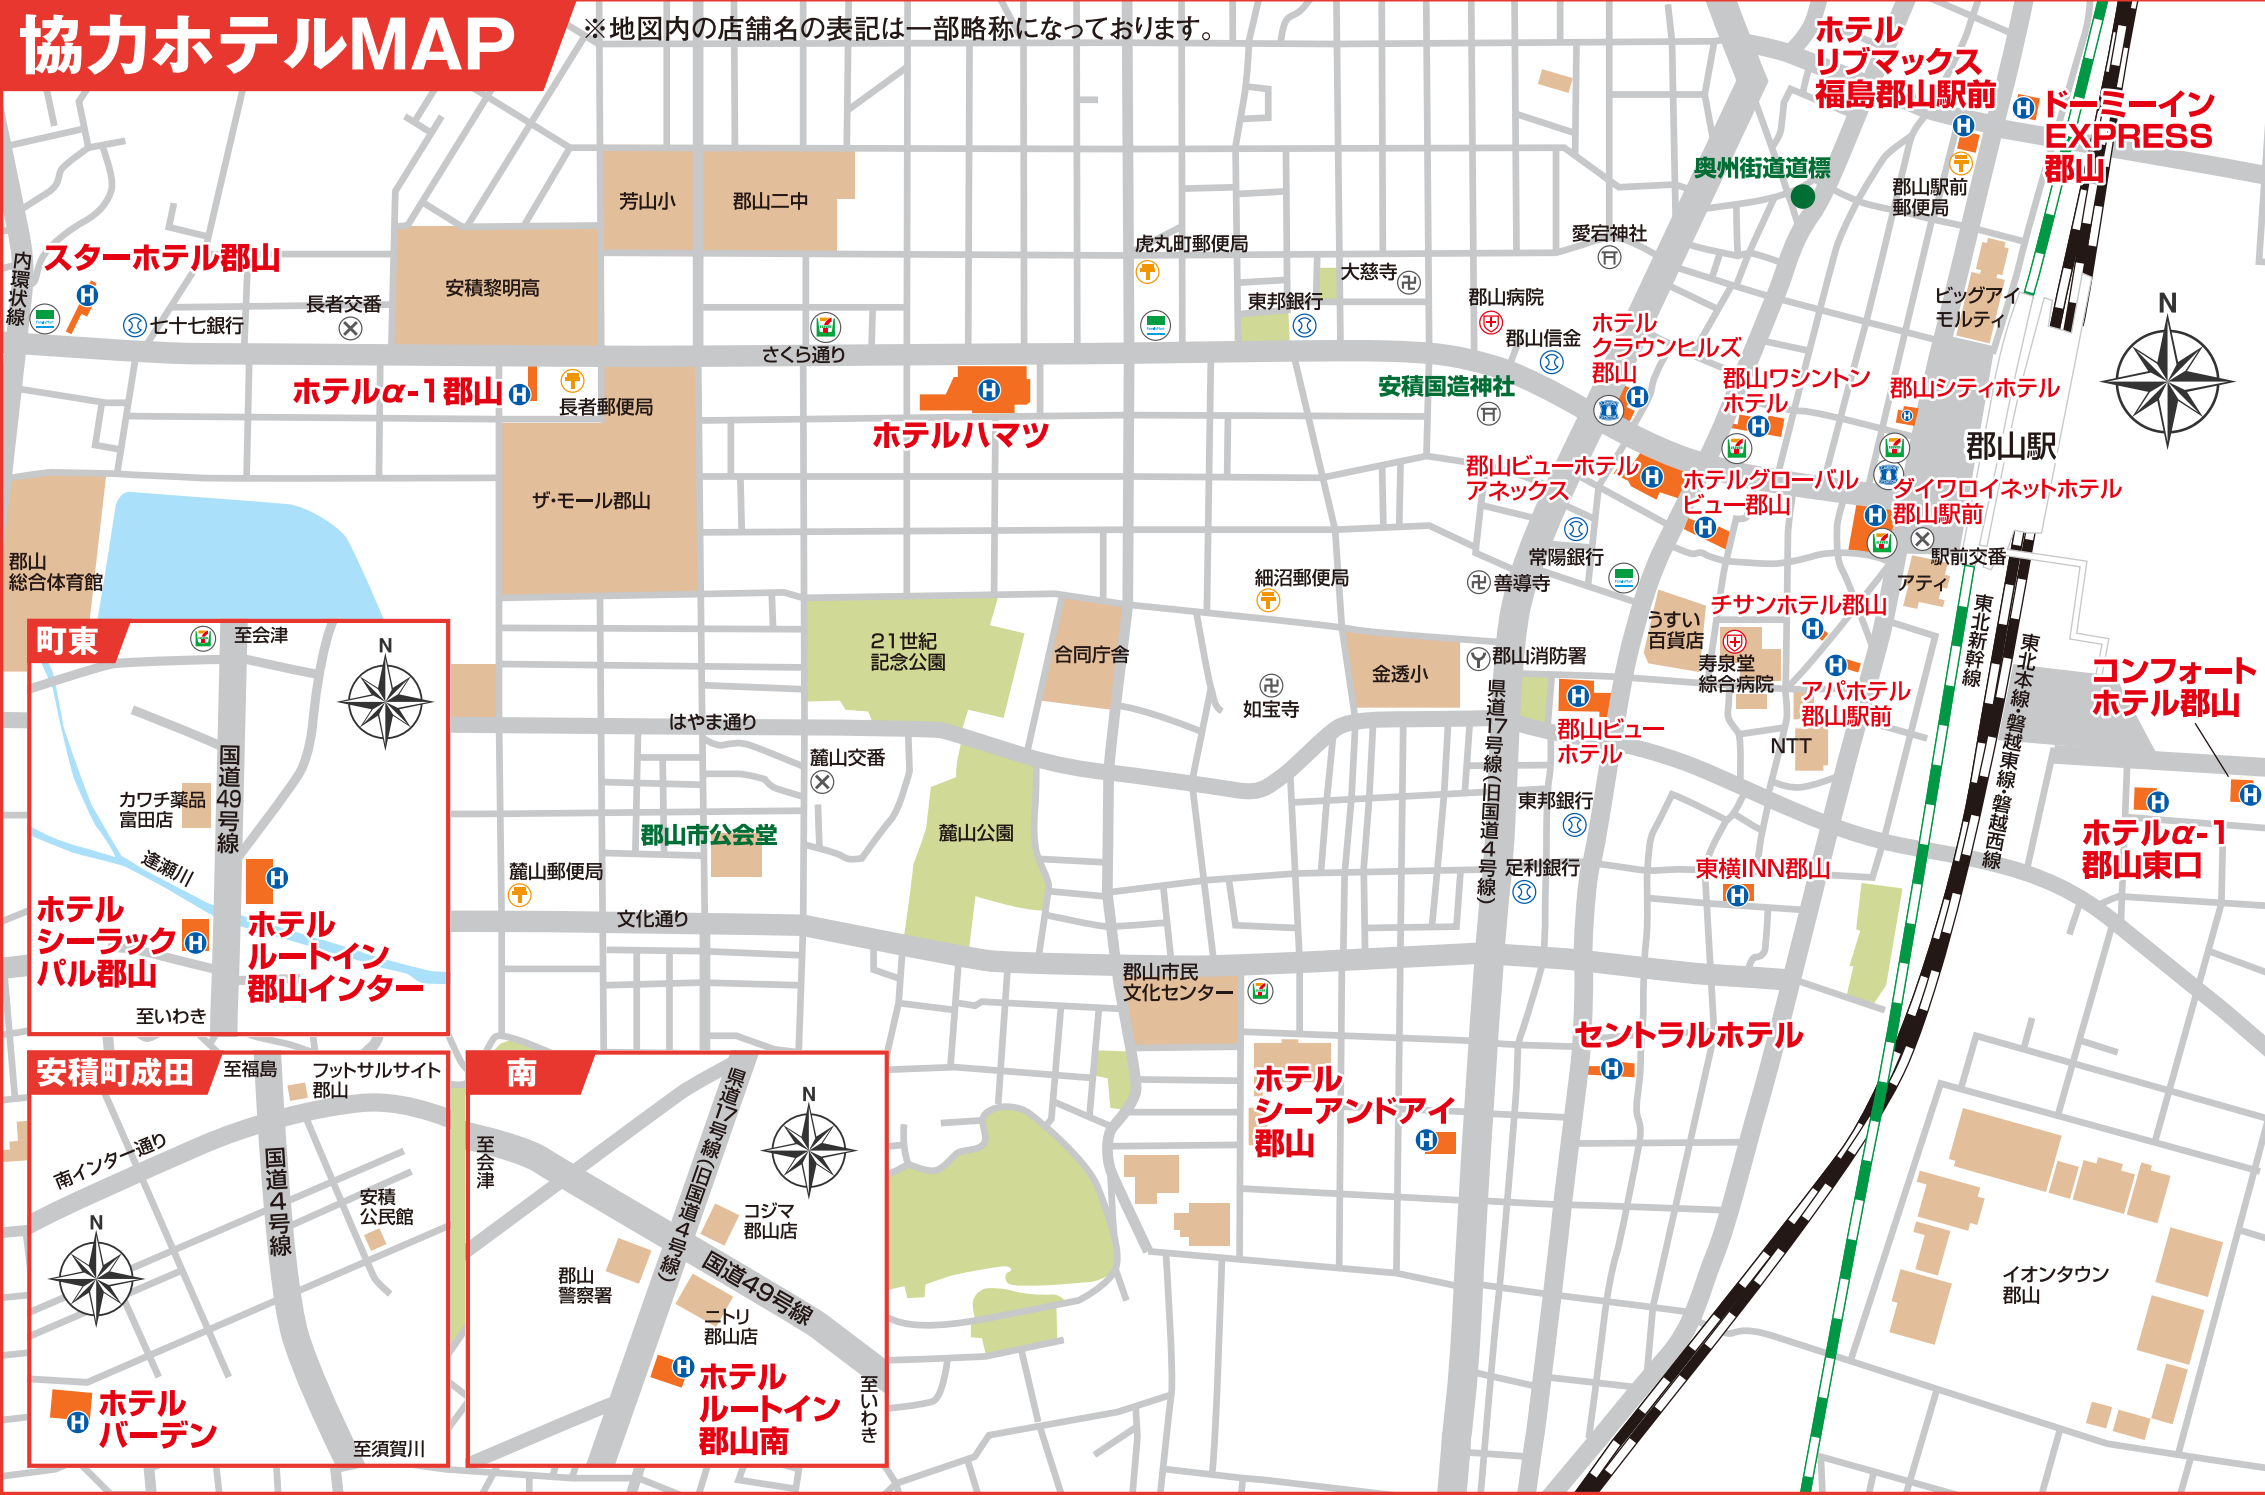 協力ホテルMAP
※地図内の店舗名の表記は一部略称になっております。
ホテル
リブマックス
福島郡山駅前
ドーミーイン
EXPRESS
郡山
奥州街道道標
郡山駅前
郵便局
芳山小
郡山二中
虎丸町郵便局
愛宕神社
内環状線
スターホテル郡山
安積黎明高
大慈寺
東邦銀行
郡山病院
郡山信金
ビッグアイ
モルティ
N
七十七銀行
長者交番
さくら通り
ホテル
クラウンヒルズ
郡山
郡山ワシントン
ホテル
郡山シティホテル
安積国造神社
ホテルα-1郡山
長者郵便局
ホテルハマツ
郡山駅
郡山ビューホテル
アネックス
ホテルグローバル
ビュー郡山
ダイワロイネットホテル
郡山駅前
ザ・モール郡山
郡山
総合体育館
常陽銀行
善導寺
駅前交番
アティ
細沼郵便局
うすい
百貨店
チサンホテル郡山
東北新幹線
東北本線・磐越東線・磐越西線
21世紀
記念公園
合同庁舎
金透小
郡山消防署
寿泉堂
綜合病院
アパホテル
郡山駅前
コンフォート
ホテル郡山
如宝寺
県道17号線(旧国道4号線)
郡山ビュー
ホテル
NTT
はやま通り
麓山交番
東邦銀行
郡山市公会堂
麓山公園
麓山郵便局
足利銀行
東横INN郡山
ホテルα-1
郡山東口
文化通り
郡山市民
文化センター
セントラルホテル
ホテル
シーアンドアイ
郡山
イオンタウン
郡山
町東
至会津
N
国道49号線
カワチ薬品
富田店
逢瀬川
ホテル
シーラック
パル郡山
ホテル
ルートイン
郡山インター
至いわき
安積町成田
至福島
フットサルサイト
郡山
南インター通り
国道4号線
安積
公民館
N
ホテル
バーデン
至須賀川
南
県道17号線(旧国道4号線)
N
至会津
コジマ
郡山店
郡山
警察署
国道49号線
ニトリ
郡山店
ホテル
ルートイン
郡山南
至いわき